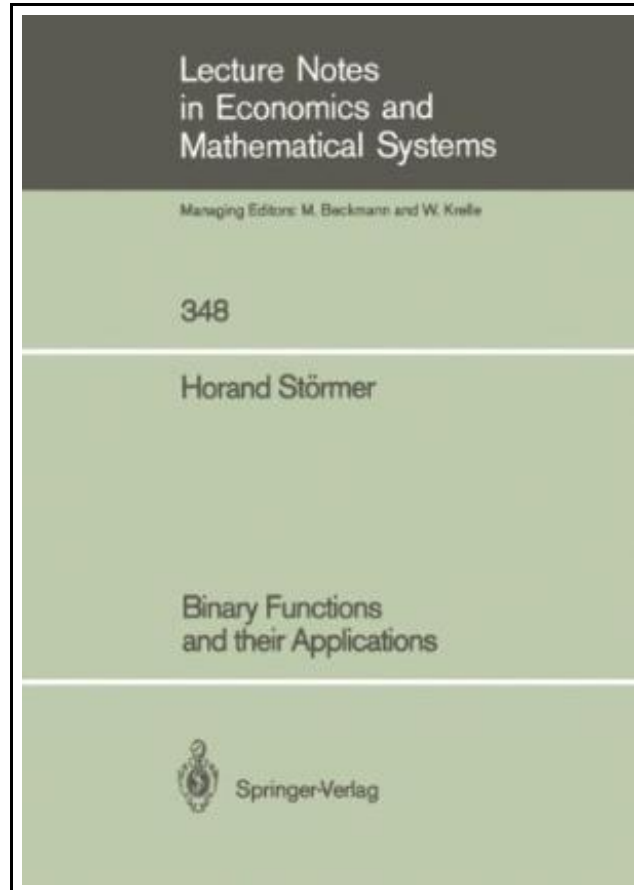 Lecture Notes
in Economics and
Mathematical Systems
Managing Editors: M. Beckmann and W. Krelle
348
Horand Störmer
Binary Functions
and their Applications
Springer-Verlag